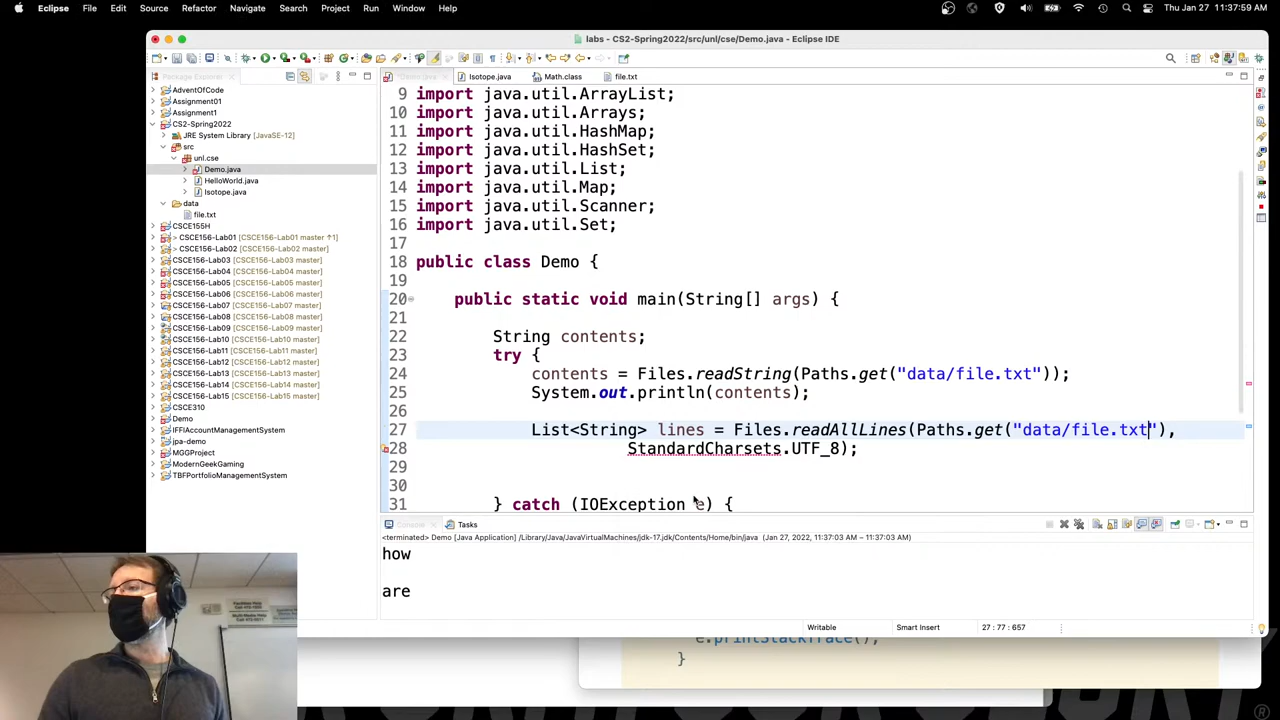 Eclipse File Edit Source Refactor Navigate Search Project Run Window Help Thu Jan 27 11:37:59 AM
labs - CS2-Spring2022/src/unl/cse/Demo.java - Eclipse IDE
Package Explorer
*Demo.java Isotope.java Math.class file.txt
AdventOfCode
Assignment01
Assignment1
CS2-Spring2022
JRE System Library [JavaSE-12]
src
unl.cse
Demo.java
HelloWorld.java
Isotope.java
data
file.txt
CSCE155H
> CSCE156-Lab01 [CSCE156-Lab01 master ↑1]
> CSCE156-Lab02 [CSCE156-Lab02 master]
CSCE156-Lab03 [CSCE156-Lab03 master]
CSCE156-Lab04 [CSCE156-Lab04 master]
CSCE156-Lab05 [CSCE156-Lab05 master]
CSCE156-Lab06 [CSCE156-Lab06 master]
CSCE156-Lab07 [CSCE156-Lab07 master]
CSCE156-Lab08 [CSCE156-Lab08 master]
CSCE156-Lab09 [CSCE156-Lab09 master]
CSCE156-Lab10 [CSCE156-Lab10 master]
CSCE156-Lab11 [CSCE156-Lab11 master]
CSCE156-Lab12 [CSCE156-Lab12 master]
CSCE156-Lab13 [CSCE156-Lab13 master]
CSCE156-Lab14 [CSCE156-Lab14 master]
CSCE156-Lab15 [CSCE156-Lab15 master]
CSCE310
Demo
IFFIAccountManagementSystem
jpa-demo
MGG
ModernGeekGaming
TBFPortfolioManagementSystem
9 import java.util.ArrayList;
10 import java.util.Arrays;
11 import java.util.HashMap;
12 import java.util.HashSet;
13 import java.util.List;
14 import java.util.Map;
15 import java.util.Scanner;
16 import java.util.Set;
17
18 public class Demo {
19
20 public static void main(String[] args) {
21
22 String contents;
23 try {
24 contents = Files.readString(Paths.get("data/file.txt"));
25 System.out.println(contents);
26
27 List<String> lines = Files.readAllLines(Paths.get("data/file.txt"),
28 StandardCharsets.UTF_8);
29
30
31 } catch (IOException e) {
Console Tasks
<terminated> Demo [Java Application] /Library/Java/JavaVirtualMachines/jdk-17.jdk/Contents/Home/bin/java (Jan 27, 2022, 11:37:03 AM – 11:37:03 AM)
how
are
Writable Smart Insert 27 : 77 : 657
e.printStackTrace();
}